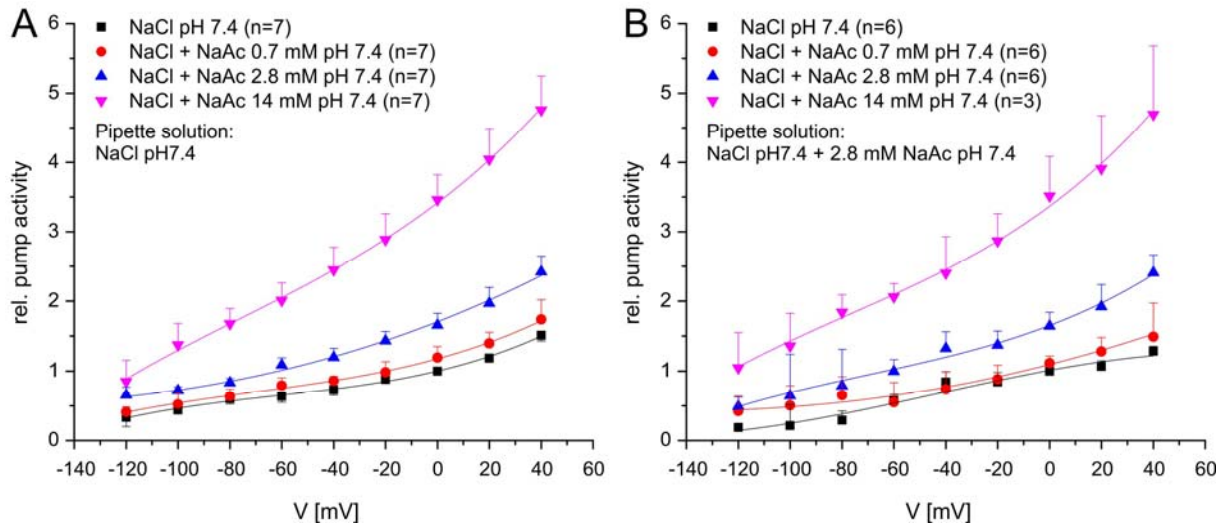 A
6
5
4
3
2
1
0
rel. pump activity
NaCl pH 7.4 (n=7)
NaCl + NaAC 0.7 mM pH 7.4 (n=7)
NaCl + NaAc 2.8 mM pH 7.4 (n=7)
NaCl + NaAc 14 mM pH 7.4 (n=7)
Pipette solution:
NaCl pH7.4
-140 -120 -100 -80 -60 -40 -20 0 20 40 60
V [mV]
B
6
5
4
3
2
1
0
rel. pump activity
NaCl pH 7.4 (n=6)
NaCl + NaAC 0.7 mM pH 7.4 (n=6)
NaCl + NaAc 2.8 mM pH 7.4 (n=6)
NaCl + NaAc 14 mM pH 7.4 (n=3)
Pipette solution:
NaCl pH7.4 + 2.8 mM NaAc pH 7.4
-140 -120 -100 -80 -60 -40 -20 0 20 40 60
V [mV]